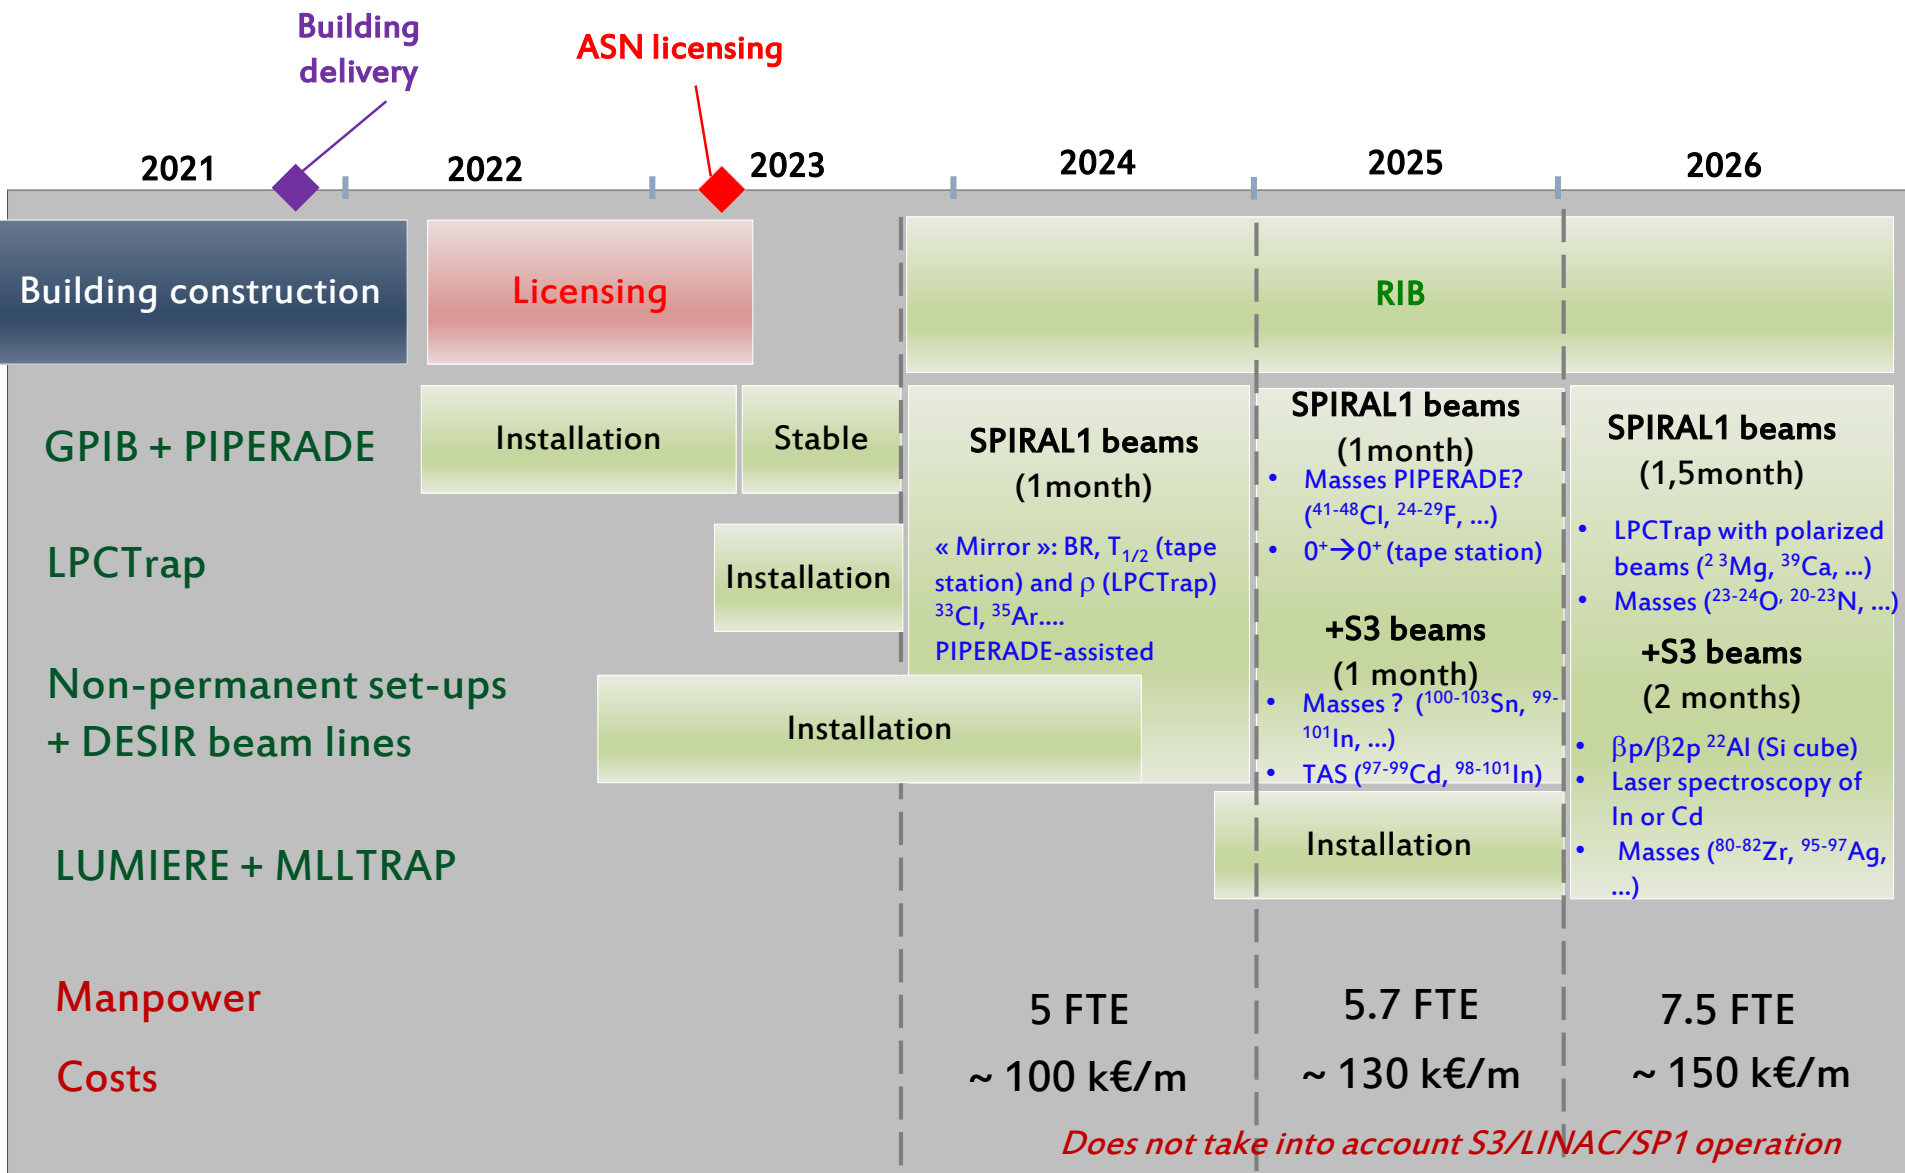 Building
delivery
ASN licensing
2021
2022
2023
2024
2025
2026
Building construction
Licensing
RIB
GPIB + PIPERADE
Installation
Stable
LPCTrap
Installation
Non-permanent set-ups
+ DESIR beam lines
Installation
LUMIERE + MLLTRAP
Installation
SPIRAL1 beams
(1month)
« Mirror »: BR, T1/2 (tape
station) and ρ (LPCTrap)
33Cl, 35Ar....
PIPERADE-assisted
SPIRAL1 beams
(1month)
• Masses PIPERADE?
(41-48Cl, 24-29F, ...)
• 0+→0+ (tape station)
+S3 beams
(1 month)
• Masses ? (100-103Sn, 99-
101In, ...)
• TAS (97-99Cd, 98-101In)
SPIRAL1 beams
(1,5month)
• LPCTrap with polarized
beams (2 3Mg, 39Ca, ...)
• Masses (23-24O, 20-23N, ...)
+S3 beams
(2 months)
• βp/β2p 22Al (Si cube)
• Laser spectroscopy of
In or Cd
• Masses (80-82Zr, 95-97Ag,
...)
Manpower
5 FTE
5.7 FTE
7.5 FTE
Costs
~ 100 k€/m
~ 130 k€/m
~ 150 k€/m
Does not take into account S3/LINAC/SP1 operation